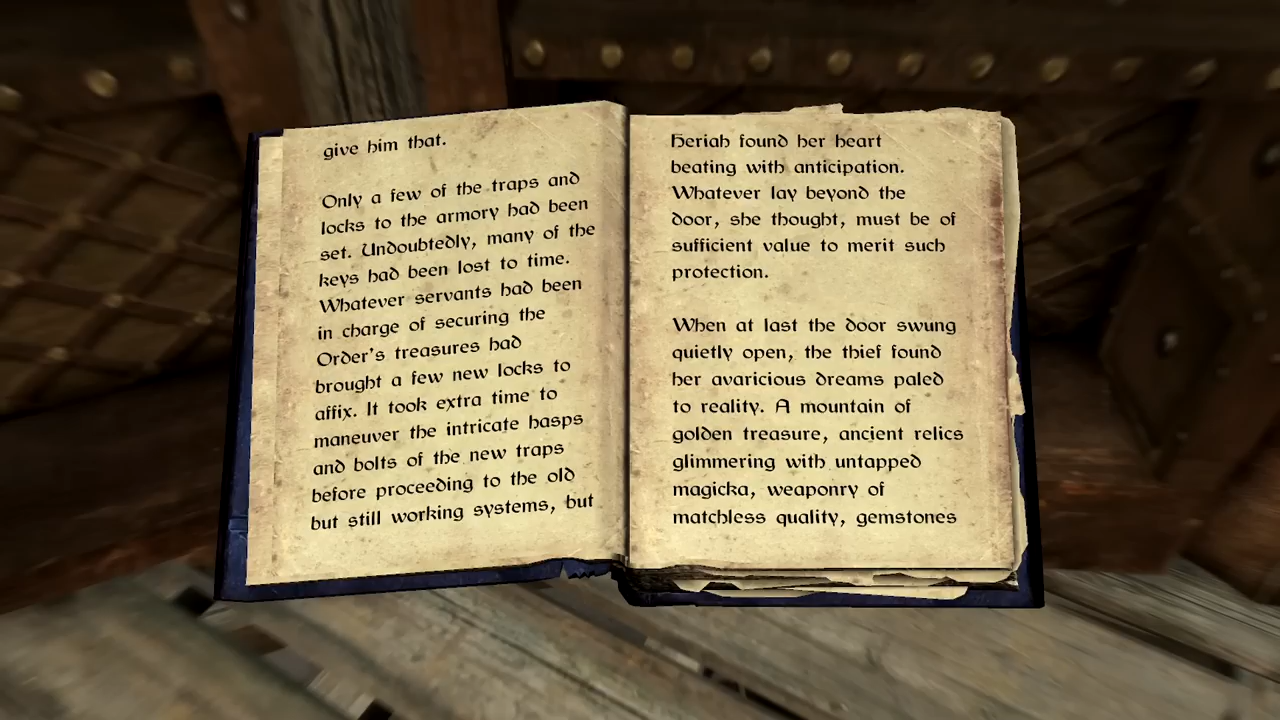 give him that.
Only a few of the traps and
locks to the armory had been
set. Undoubtedly, many of the
keys had been lost to time.
Whatever servants had been
in charge of securing the
Order's treasures had
brought a few new locks to
affix. It took extra time to
maneuver the intricate hasps
and bolts of the new traps
before proceeding to the old
but still working systems, but
Heriah found her heart
beating with anticipation.
Whatever lay beyond the
door, she thought, must be of
sufficient value to merit such
protection.
When at last the door swung
quietly open, the thief found
her avaricious dreams paled
to reality. A mountain of
golden treasure, ancient relics
glimmering with untapped
magicka, weaponry of
matchless quality, gemstones